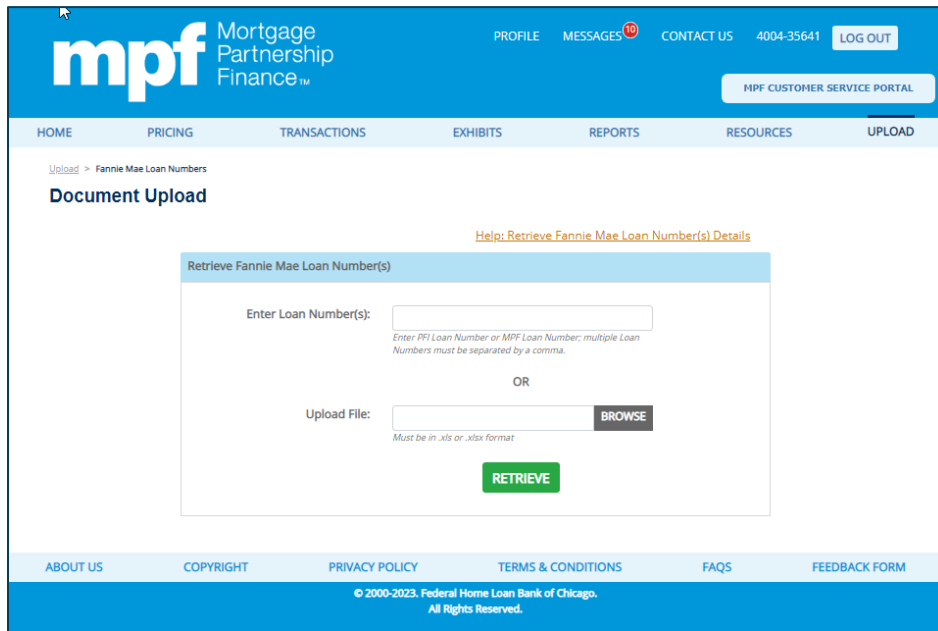 mpf Mortgage
Partnership
Finance™
PROFILE MESSAGES 10 CONTACT US 4004-35641 LOG OUT
MPF CUSTOMER SERVICE PORTAL
HOME PRICING TRANSACTIONS EXHIBITS REPORTS RESOURCES UPLOAD
Upload > Fannie Mae Loan Numbers
Document Upload
Help: Retrieve Fannie Mae Loan Number(s) Details
Retrieve Fannie Mae Loan Number(s)
Enter Loan Number(s):
Enter PFI Loan Number or MPF Loan Number; multiple Loan
Numbers must be separated by a comma.
OR
Upload File: BROWSE
Must be in .xls or .xlsx format
RETRIEVE
ABOUT US COPYRIGHT PRIVACY POLICY TERMS & CONDITIONS FAQS FEEDBACK FORM
© 2000-2023. Federal Home Loan Bank of Chicago.
All Rights Reserved.